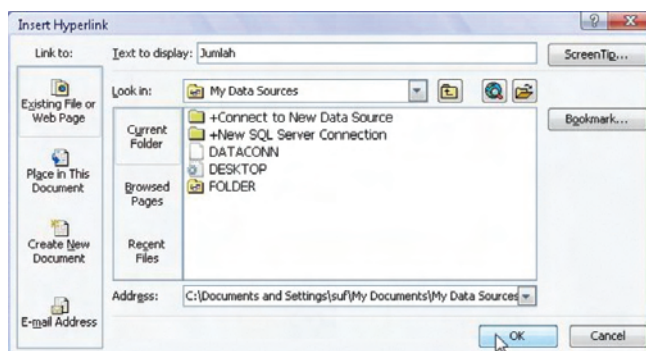 Insert Hyperlink
Link to:
Text to display: Jumlah
ScreenTip...
Existing File or Web Page
Look in: My Data Sources
Bookmark...
Current Folder
+Connect to New Data Source
+New SQL Server Connection
DATACONN
DESKTOP
FOLDER
Place in This Document
Browsed Pages
Create New Document
Recent Files
Address: C:\Documents and Settings\suf\My Documents\My Data Sources
E-mail Address
OK
Cancel